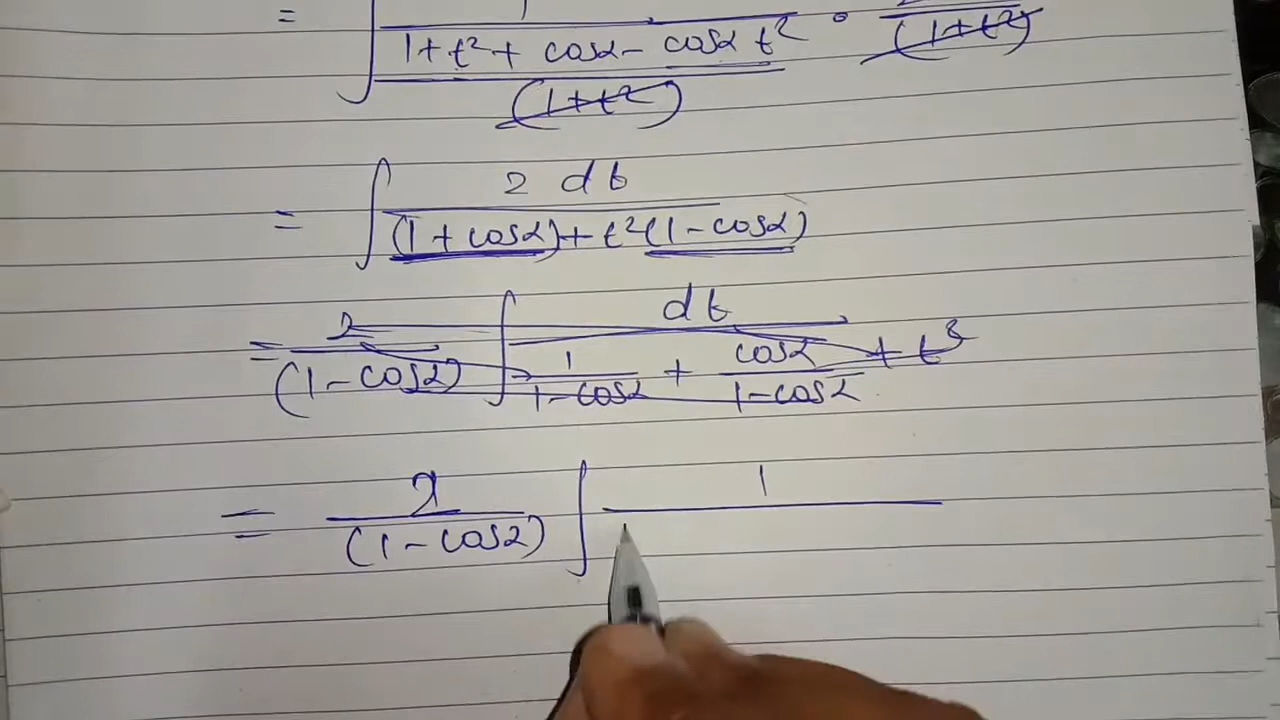 = ∫ 1 / (1+t²+ cosα - cosα t²) / (1+t²) · 2 / (1+t²)
= ∫ 2 dt / ((1+cosα)+ t²(1-cosα))
= 2 / (1-cosα) ∫ dt / (1 / (1-cosα) + cosα / (1-cosα) + t²)
= 2 / (1-cosα) ∫ 1 /